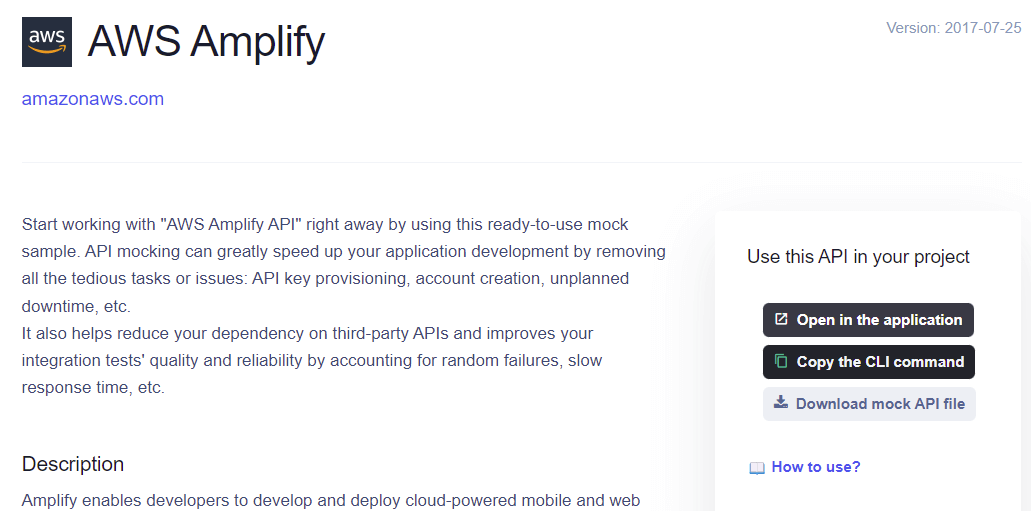 aws
AWS Amplify
Version: 2017-07-25
amazonaws.com
Start working with "AWS Amplify API" right away by using this ready-to-use mock
sample. API mocking can greatly speed up your application development by removing
all the tedious tasks or issues: API key provisioning, account creation, unplanned
downtime, etc.
It also helps reduce your dependency on third-party APIs and improves your
integration tests' quality and reliability by accounting for random failures, slow
response time, etc.
Description
Amplify enables developers to develop and deploy cloud-powered mobile and web
Use this API in your project
Open in the application
Copy the CLI command
Download mock API file
How to use?